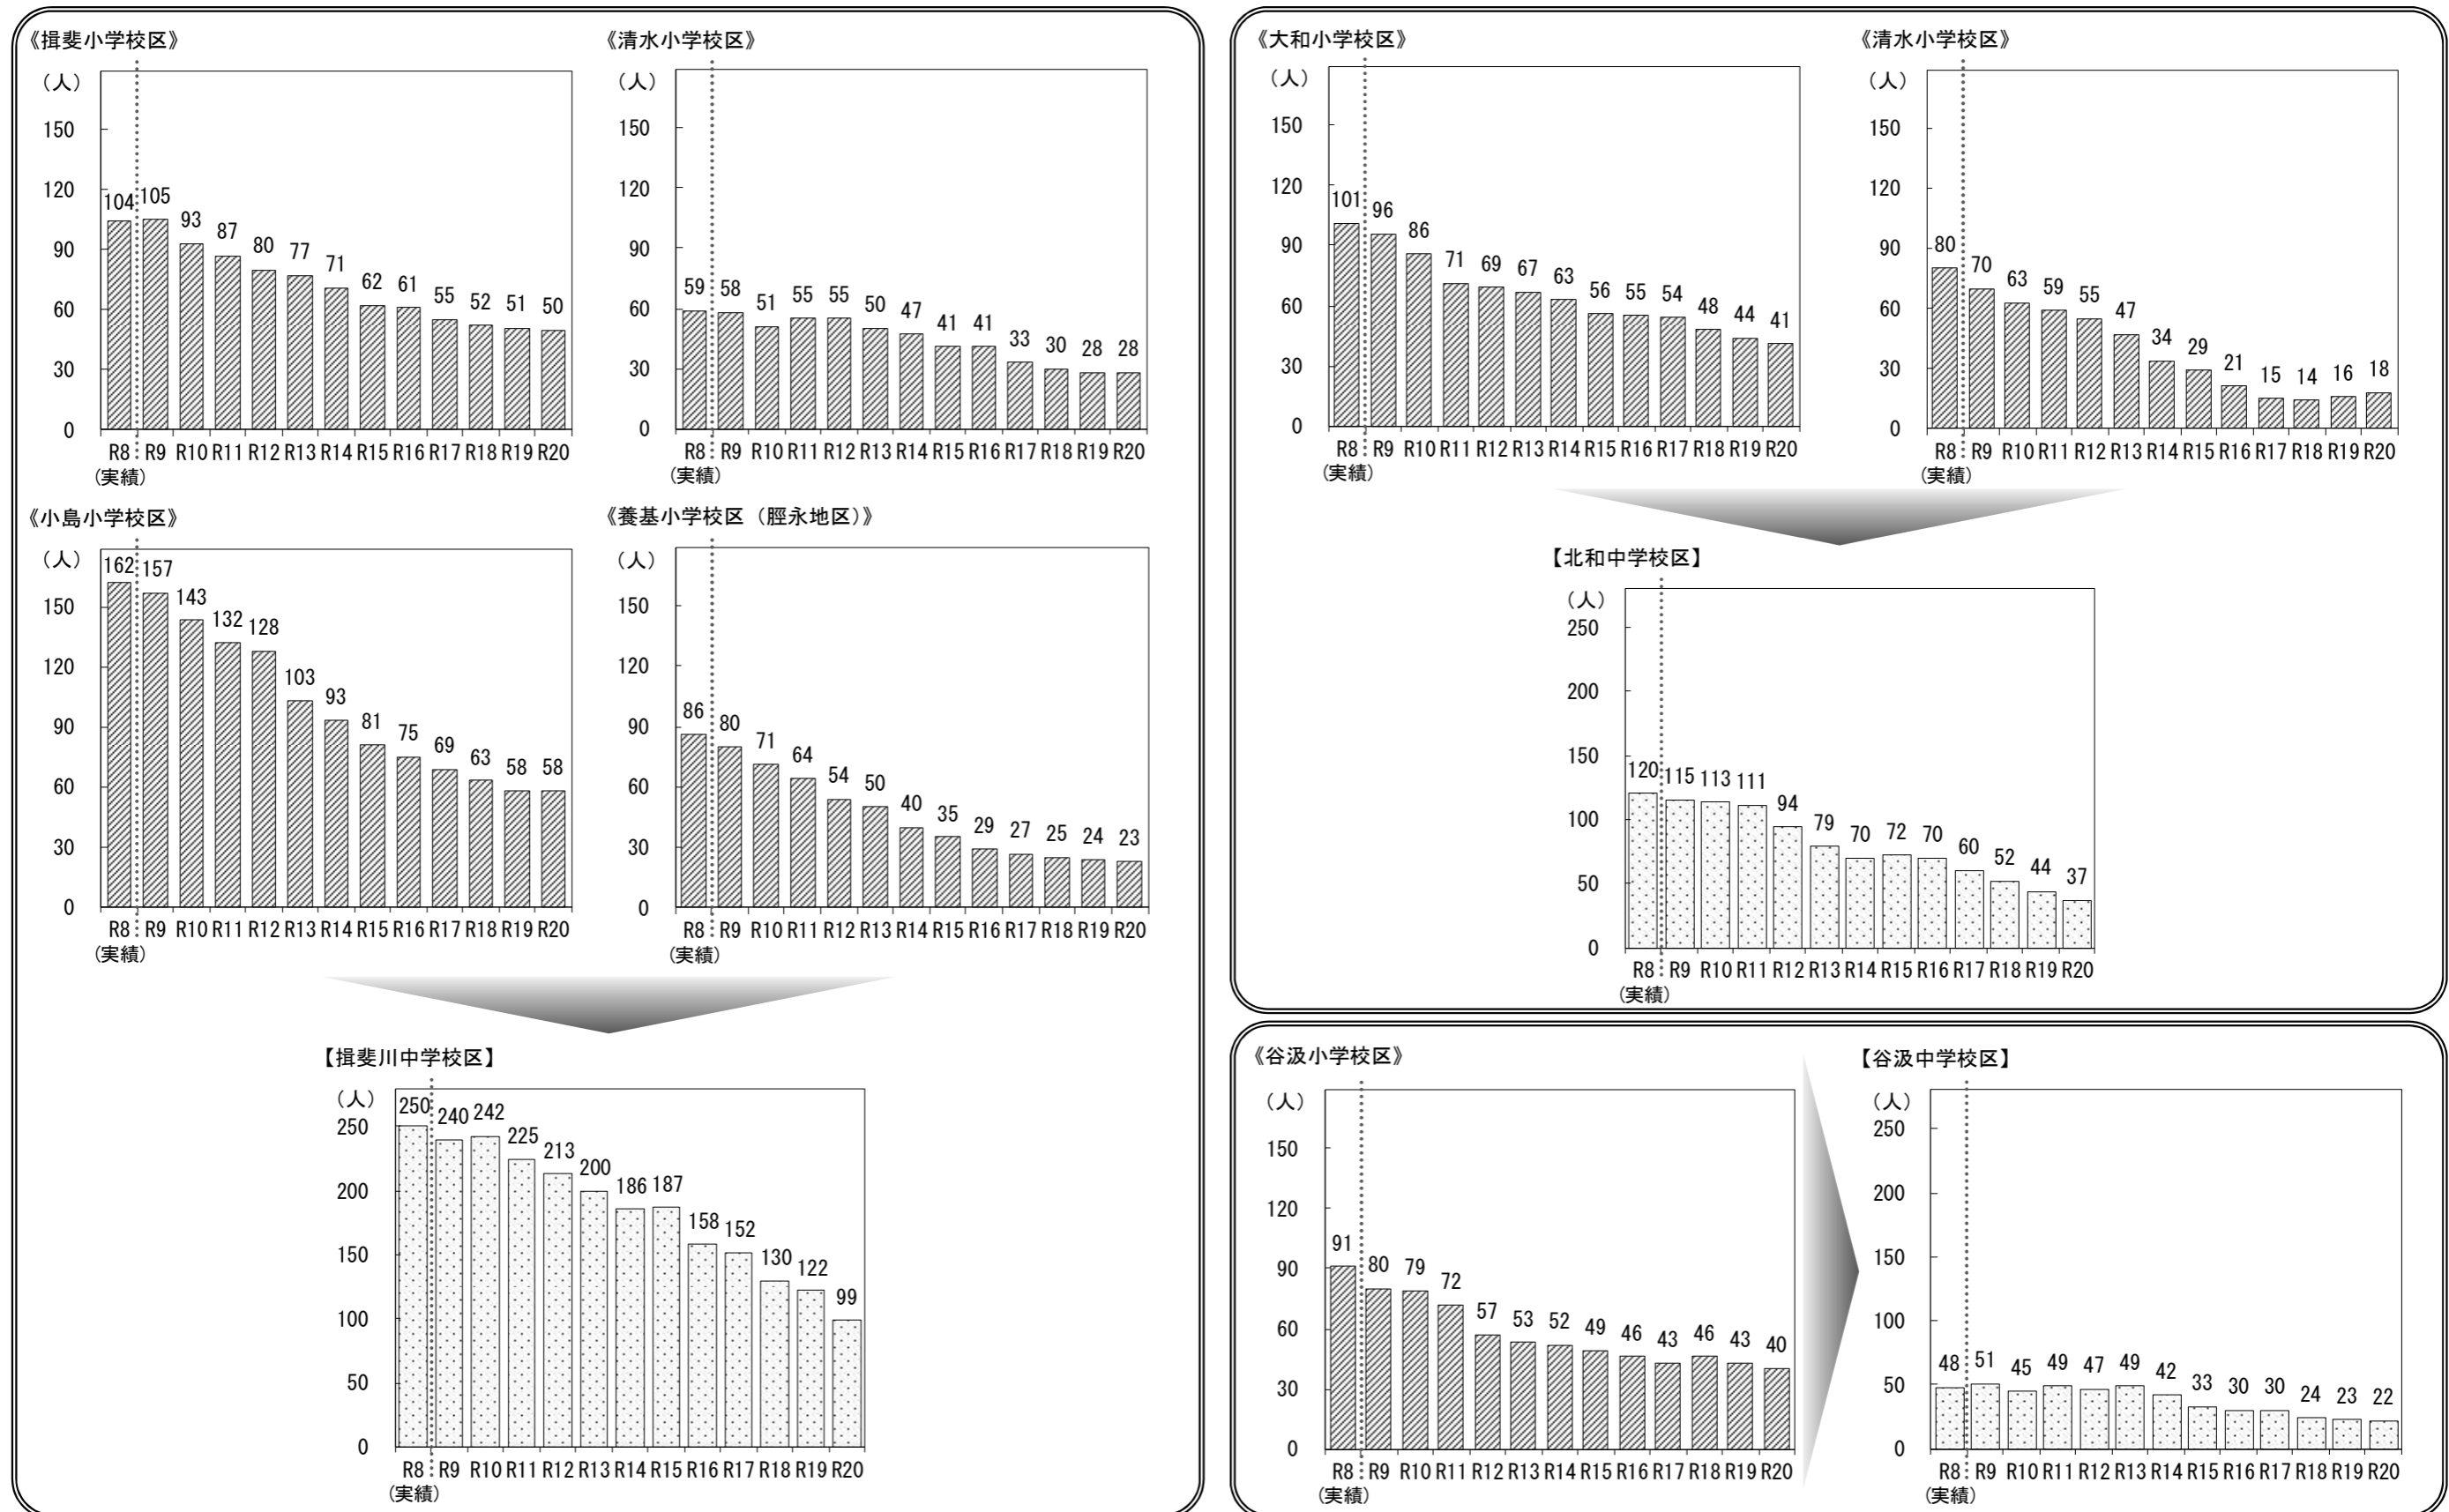 《揖斐小学校区》
（人）
150
120
90
60
30
0
104 105 93 87 80 77 71 62 61 55 52 51 50
R8 R9 R10 R11 R12 R13 R14 R15 R16 R17 R18 R19 R20
(実績)
《清水小学校区》
（人）
150
120
90
60
30
0
59 58 51 55 55 50 47 41 41 33 30 28 28
R8 R9 R10 R11 R12 R13 R14 R15 R16 R17 R18 R19 R20
(実績)
《小島小学校区》
（人）
150
120
90
60
30
0
162 157 143 132 128 103 93 81 75 69 63 58 58
R8 R9 R10 R11 R12 R13 R14 R15 R16 R17 R18 R19 R20
(実績)
《養基小学校区（脛永地区）》
（人）
150
120
90
60
30
0
86 80 71 64 54 50 40 35 29 27 25 24 23
R8 R9 R10 R11 R12 R13 R14 R15 R16 R17 R18 R19 R20
(実績)
【揖斐川中学校区】
（人）
250
200
150
100
50
0
250 240 242 225 213 200 186 187 158 152 130 122 99
R8 R9 R10 R11 R12 R13 R14 R15 R16 R17 R18 R19 R20
(実績)
《大和小学校区》
（人）
150
120
90
60
30
0
101 96 86 71 69 67 63 56 55 54 48 44 41
R8 R9 R10 R11 R12 R13 R14 R15 R16 R17 R18 R19 R20
(実績)
《清水小学校区》
（人）
150
120
90
60
30
0
80 70 63 59 55 47 34 29 21 15 14 16 18
R8 R9 R10 R11 R12 R13 R14 R15 R16 R17 R18 R19 R20
(実績)
【北和中学校区】
（人）
250
200
150
100
50
0
120 115 113 111 94 79 70 72 70 60 52 44 37
R8 R9 R10 R11 R12 R13 R14 R15 R16 R17 R18 R19 R20
(実績)
《谷汲小学校区》
（人）
150
120
90
60
30
0
91 80 79 72 57 53 52 49 46 43 46 43 40
R8 R9 R10 R11 R12 R13 R14 R15 R16 R17 R18 R19 R20
(実績)
【谷汲中学校区】
（人）
250
200
150
100
50
0
48 51 45 49 47 49 42 33 30 30 24 23 22
R8 R9 R10 R11 R12 R13 R14 R15 R16 R17 R18 R19 R20
(実績)